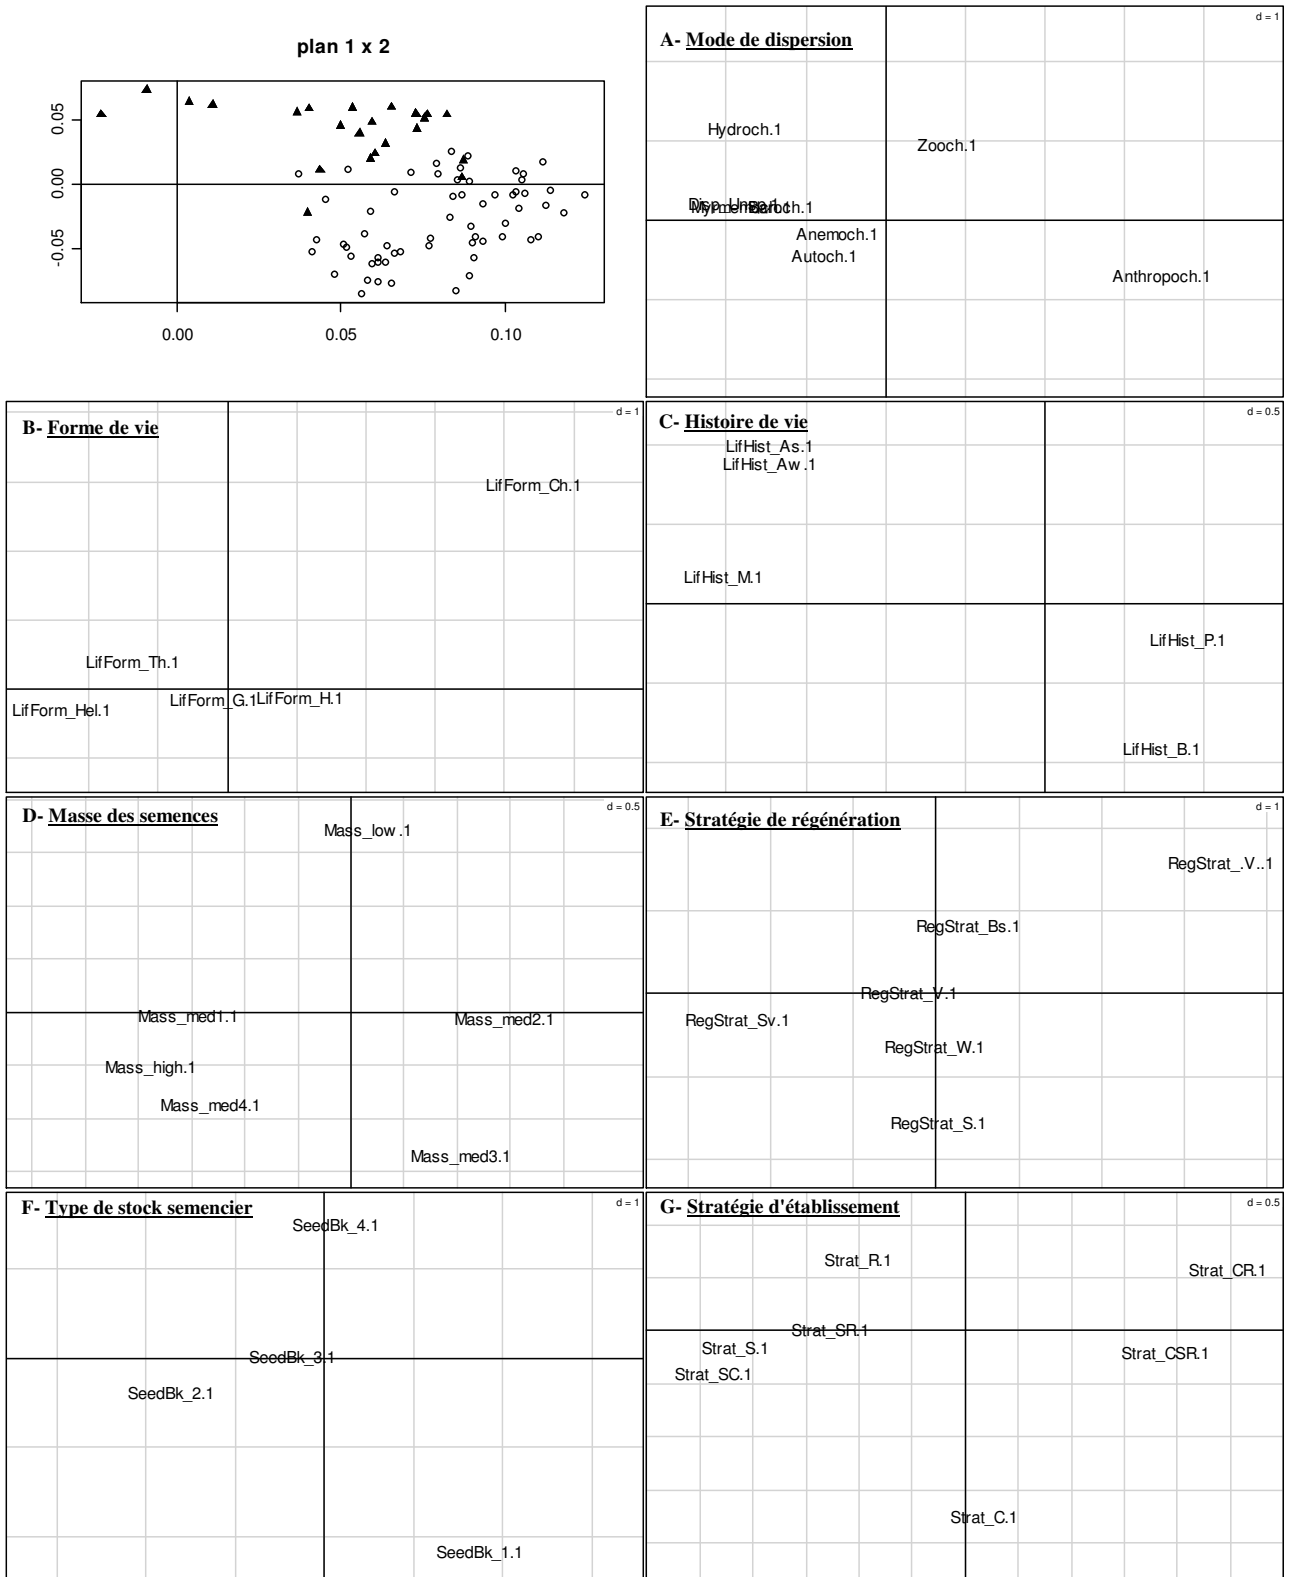 plan 1 x 2
0.05
0.00
-0.05
0.00
0.05
0.10
d = 1
A- Mode de dispersion
Hydroch.1
Zooch.1
Anemoch.1
Autoch.1
Anthropoch.1
d = 1
B- Forme de vie
LifForm_Ch.1
LifForm_Th.1
LifForm_G.1
LifForm_H.1
LifForm_Hel.1
d = 0.5
C- Histoire de vie
LifHist_As.1
LifHist_Aw.1
LifHist_M.1
LifHist_P.1
LifHist_B.1
d = 0.5
D- Masse des semences
Mass_low.1
Mass_med1.1
Mass_med2.1
Mass_high.1
Mass_med4.1
Mass_med3.1
d = 1
E- Stratégie de régénération
RegStrat_.V..1
RegStrat_Bs.1
RegStrat_V.1
RegStrat_Sv.1
RegStrat_W.1
RegStrat_S.1
d = 1
F- Type de stock semencier
SeedBk_4.1
SeedBk_3.1
SeedBk_2.1
SeedBk_1.1
d = 0.5
G- Stratégie d'établissement
Strat_R.1
Strat_CR.1
Strat_SR.1
Strat_S.1
Strat_CSR.1
Strat_SC.1
Strat_C.1